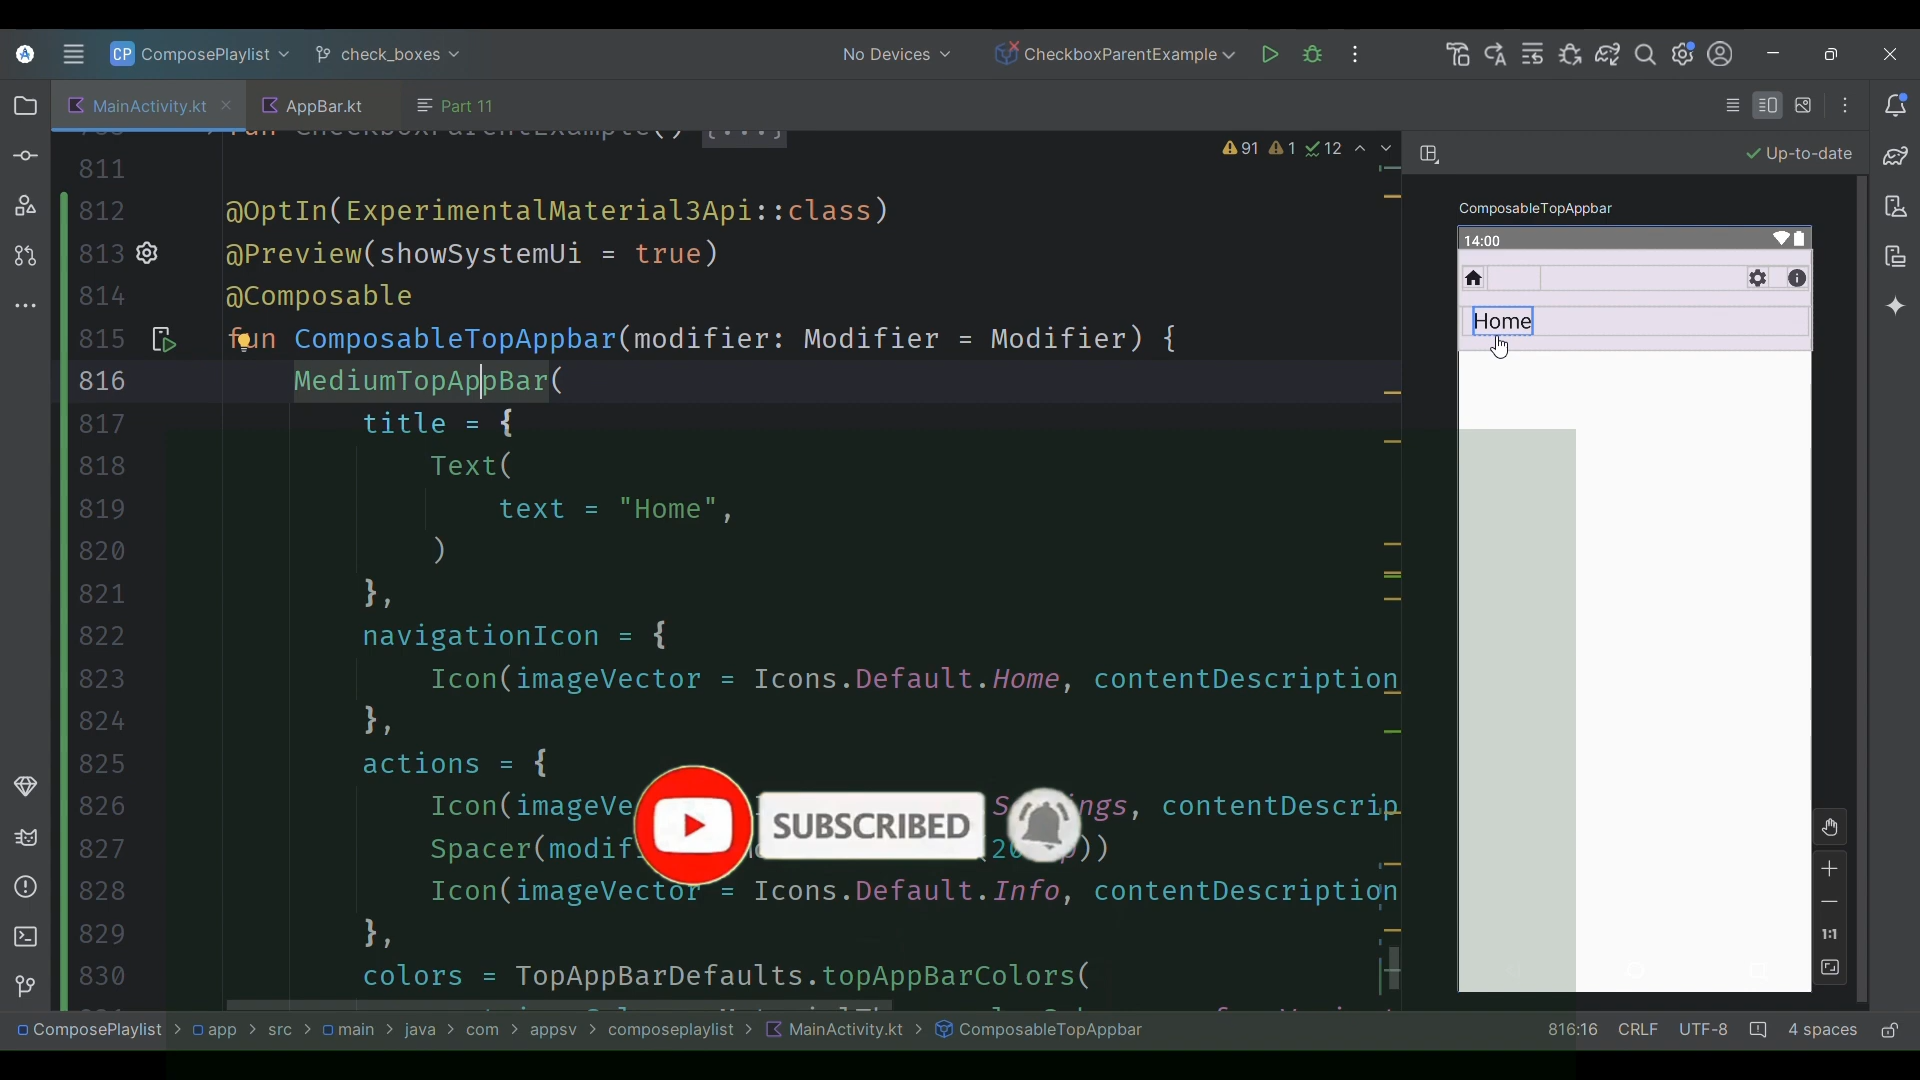 CP ComposePlaylist check_boxes No Devices CheckboxParentExample
MainActivity.kt AppBar.kt Part 11
91 1 12 Up-to-date
811
812 @OptIn(ExperimentalMaterial3Api::class)
813 @Preview(showSystemUi = true)
814 @Composable
815 fun ComposableTopAppbar(modifier: Modifier = Modifier) {
816 MediumTopAppBar(
817 title = {
818 Text(
819 text = "Home",
820 )
821 },
822 navigationIcon = {
823 Icon(imageVector = Icons.Default.Home, contentDescription
824 },
825 actions = {
826 Icon(imageVe ngs, contentDescrip
827 Spacer(modif
828 Icon(imageVector = Icons.Default.Info, contentDescription
829 },
830 colors = TopAppBarDefaults.topAppBarColors(
SUBSCRIBED
ComposableTopAppbar
14:00
Home
1:1
ComposePlaylist > app > src > main > java > com > appsv > composeplaylist > MainActivity.kt > ComposableTopAppbar 816:16 CRLF UTF-8 4 spaces